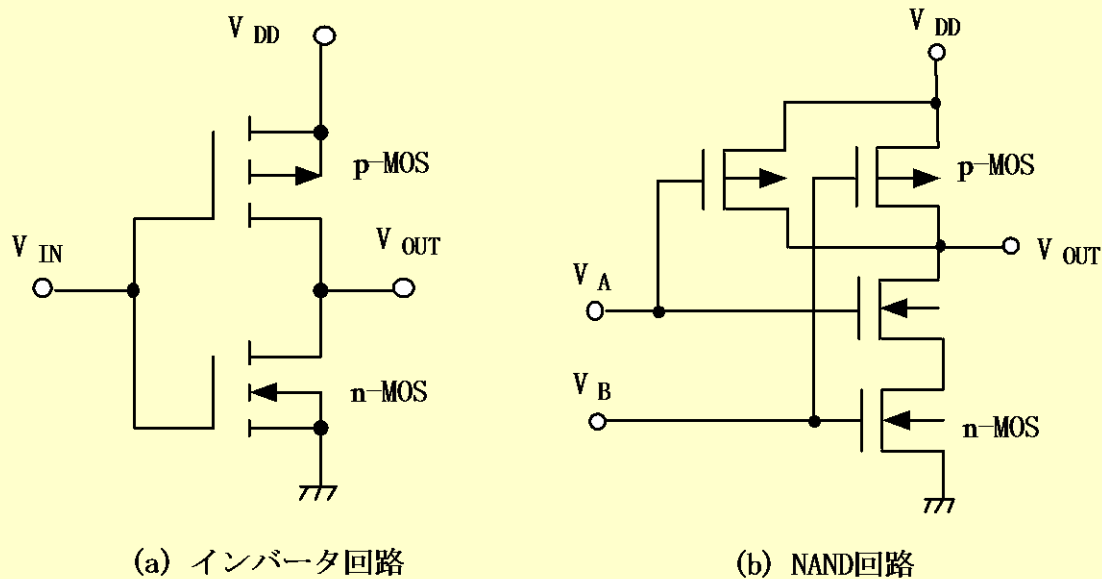 V DD
p-MOS
V IN
V OUT
n-MOS
(a) インバータ回路
V DD
p-MOS
V OUT
V A
V B
n-MOS
(b) NAND回路